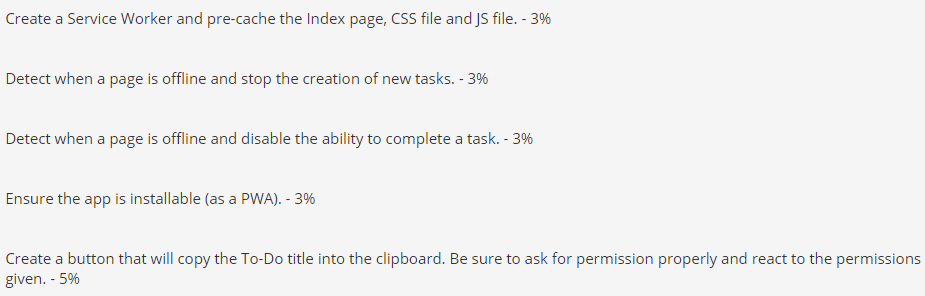 Create a Service Worker and pre-cache the Index page, CSS file and JS file. - 3%
Detect when a page is offline and stop the creation of new tasks. - 3%
Detect when a page is offline and disable the ability to complete a task. - 3%
Ensure the app is installable (as a PWA). - 3%
Create a button that will copy the To-Do title into the clipboard. Be sure to ask for permission properly and react to the permissions
given. - 5%